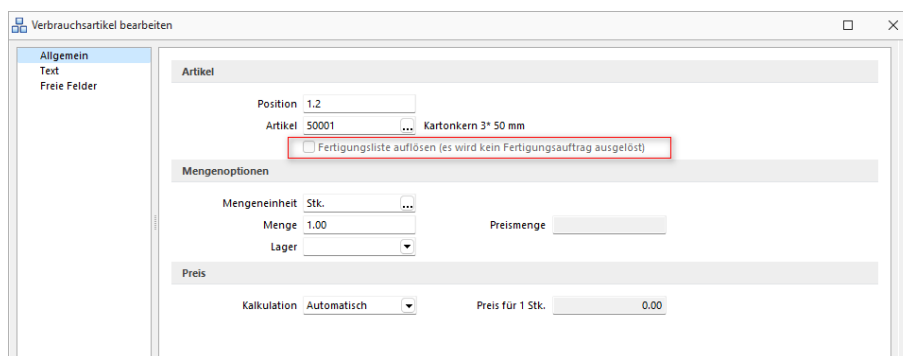 Verbrauchsartikel bearbeiten
Allgemein
Text
Freie Felder
Artikel
Position 1.2
Artikel 50001 ... Kartonkern 3* 50 mm
Fertigungsliste auflösen (es wird kein Fertigungsauftrag ausgelöst)
Mengenoptionen
Mengeneinheit Stk. ...
Menge 1.00 Preismenge
Lager
Preis
Kalkulation Automatisch Preis für 1 Stk. 0.00